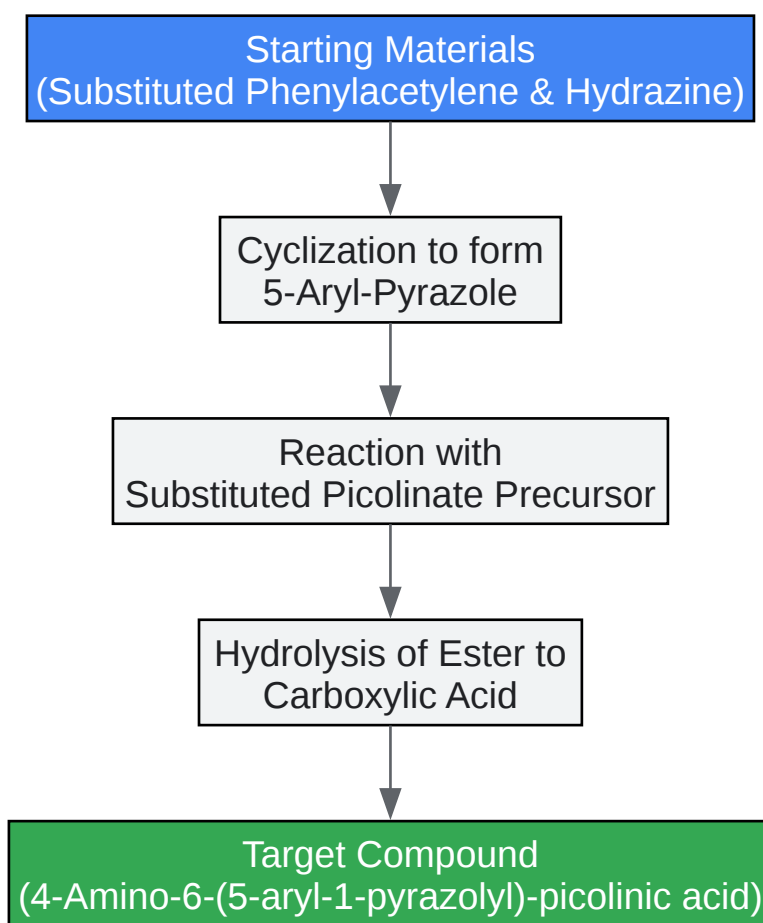 Starting Materials
(Substituted Phenylacetylene & Hydrazine)
Cyclization to form
5-Aryl-Pyrazole
Reaction with
Substituted Picolinate Precursor
Hydrolysis of Ester to
Carboxylic Acid
Target Compound
(4-Amino-6-(5-aryl-1-pyrazolyl)-picolinic acid)